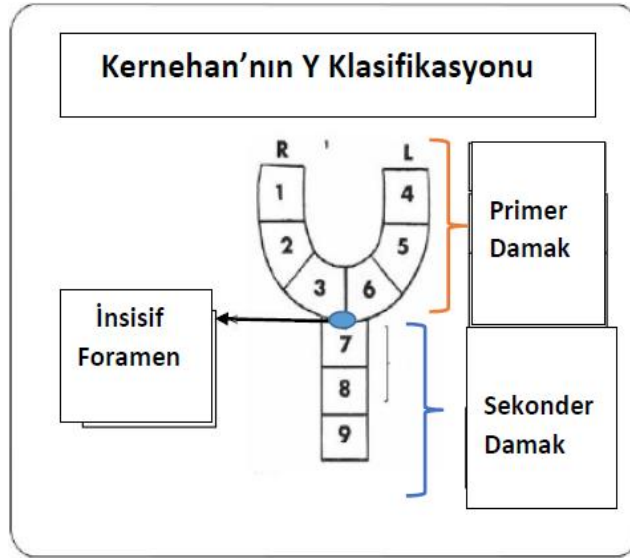 Kernehan’nın Y Klasifikasyonu
R
L
1
4
2
5
3
6
7
8
9
Primer
Damak
İnsisif
Foramen
Sekonder
Damak